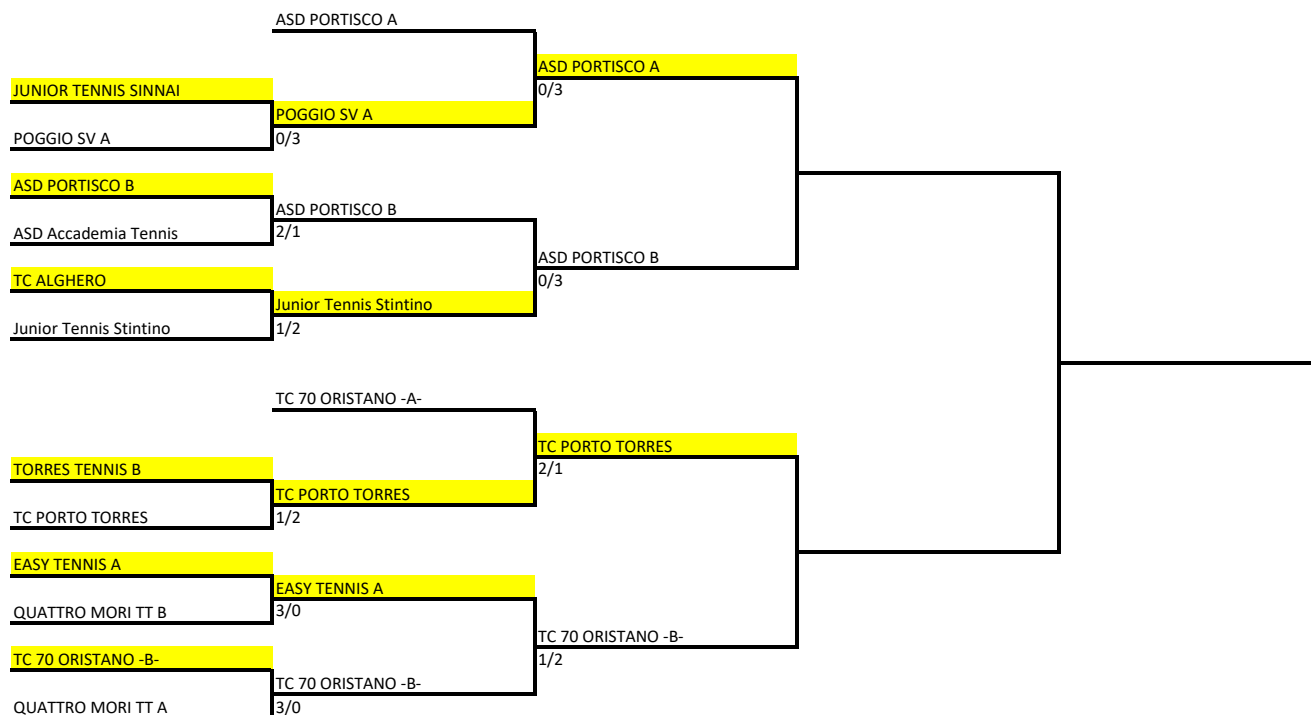 ASD PORTISCO A
ASD PORTISCO A
JUNIOR TENNIS SINNAI
0/3
POGGIO SV A
POGGIO SV A
0/3
ASD PORTISCO B
ASD PORTISCO B
ASD Accademia Tennis
2/1
ASD PORTISCO B
TC ALGHERO
0/3
Junior Tennis Stintino
Junior Tennis Stintino
1/2
TC 70 ORISTANO -A-
TC PORTO TORRES
TORRES TENNIS B
2/1
TC PORTO TORRES
TC PORTO TORRES
1/2
EASY TENNIS A
EASY TENNIS A
QUATTRO MORI TT B
3/0
TC 70 ORISTANO -B-
TC 70 ORISTANO -B-
1/2
TC 70 ORISTANO -B-
QUATTRO MORI TT A
3/0